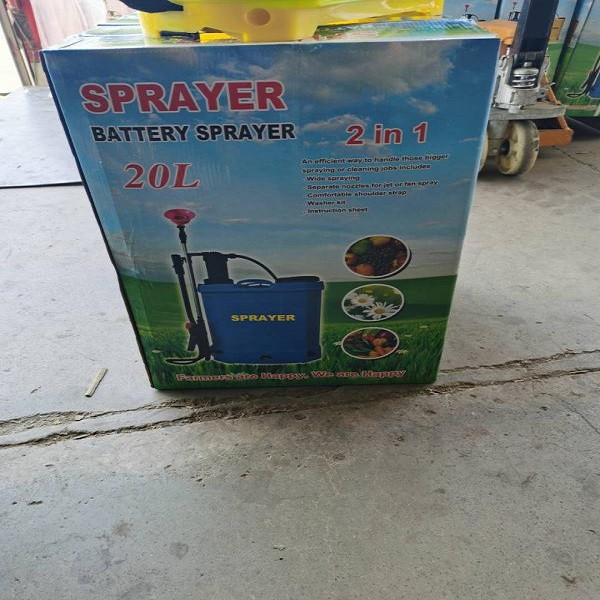 SPRAYER
BATTERY SPRAYER
2 in 1
20L
An efficient way to handle those bigger
spraying or cleaning jobs includes:
. Wide spraying
. Separate nozzles for jet or fan spray
. Comfortable shoulder strap
. Washer kit
. Instruction sheet
SPRAYER
Farmers are Happy. We are Happy